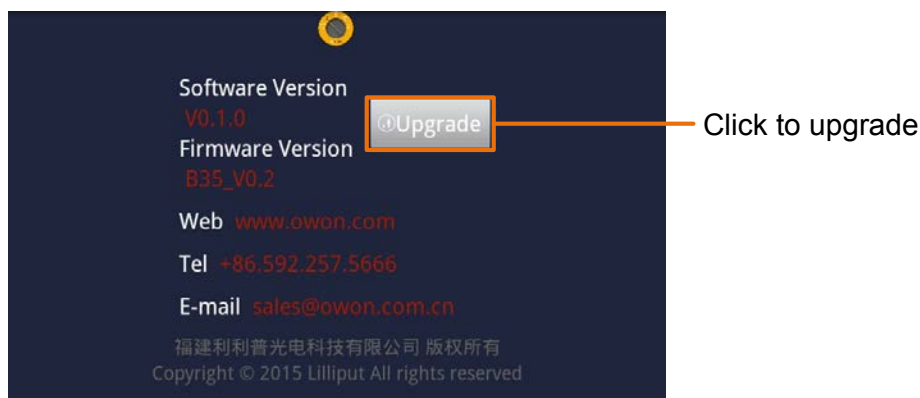 Software Version
V0.1.0
Upgrade
Click to upgrade
Firmware Version
B35_V0.2
Web www.owon.com
Tel +86.592.257.5666
E-mail sales@owon.com.cn
福建利利普光电科技有限公司 版权所有
Copyright © 2015 Lilliput All rights reserved